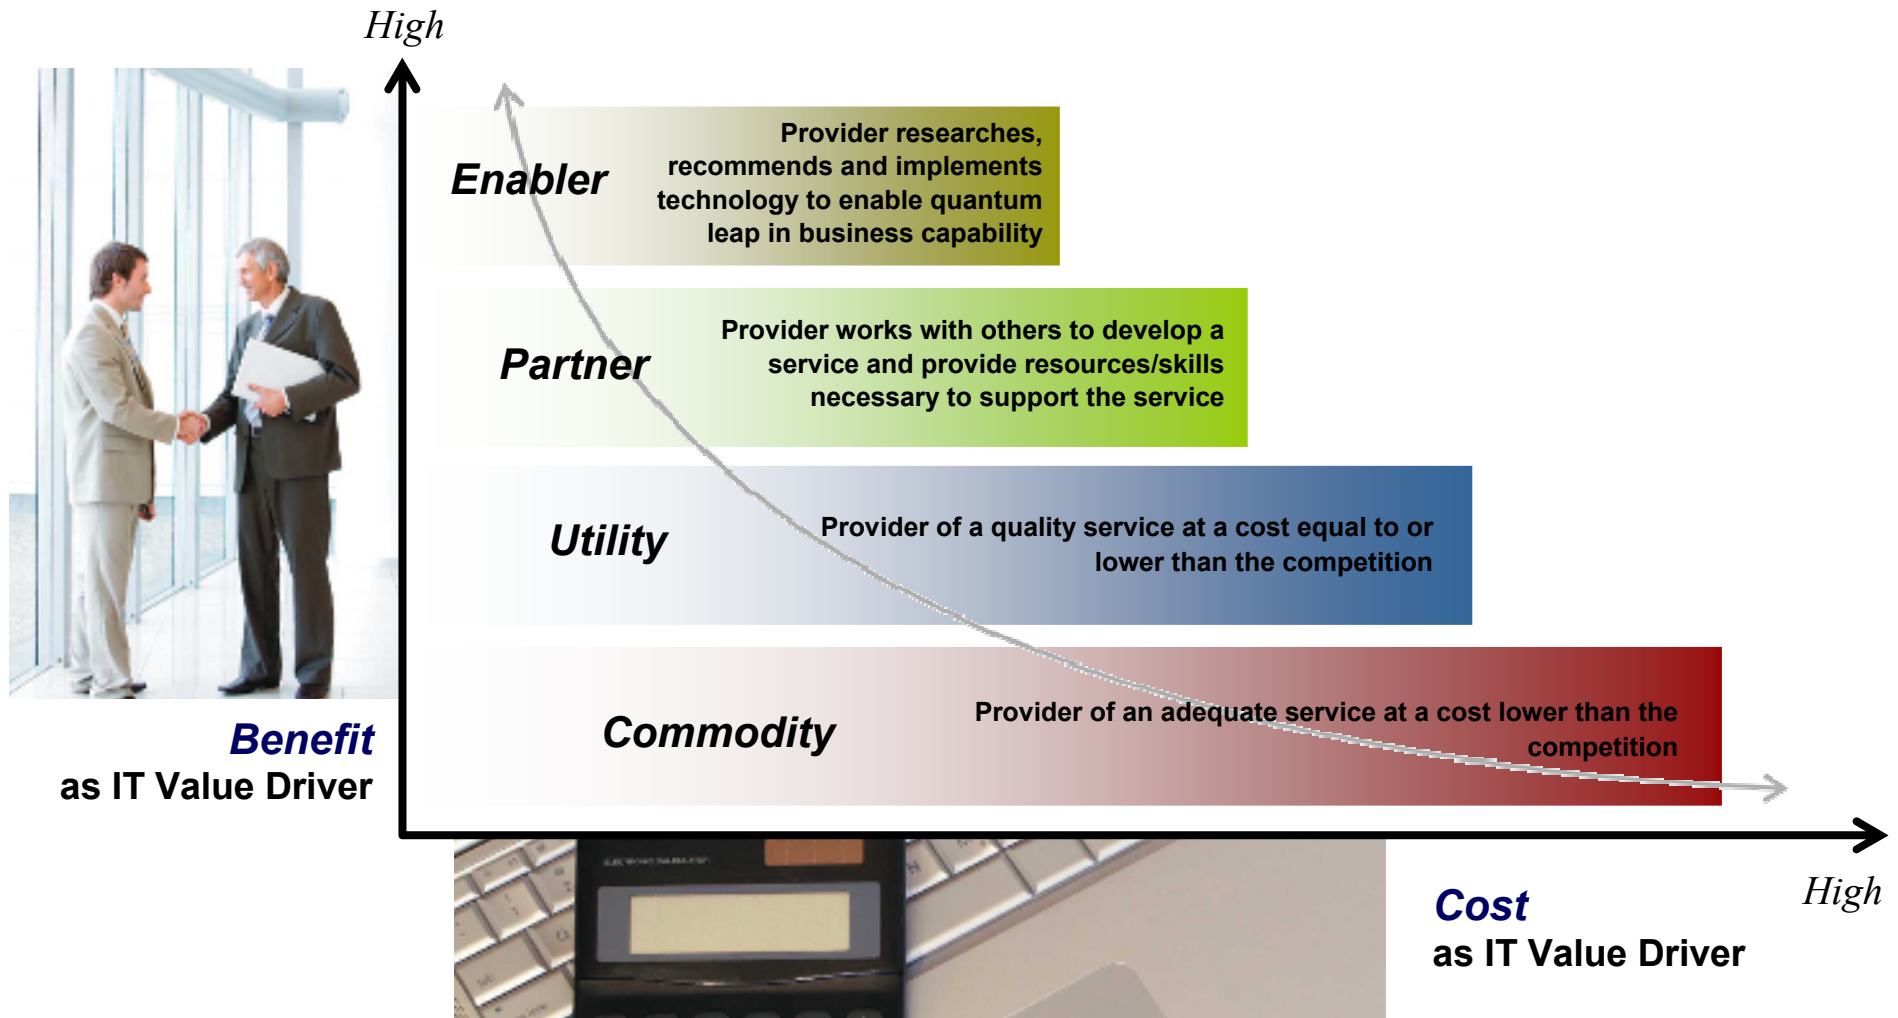 High
Enabler
Provider researches,
recommends and implements
technology to enable quantum
leap in business capability
Partner
Provider works with others to develop a
service and provide resources/skills
necessary to support the service
Utility
Provider of a quality service at a cost equal to or
lower than the competition
Commodity
Provider of an adequate service at a cost lower than the
competition
Benefit
as IT Value Driver
High
Cost
as IT Value Driver